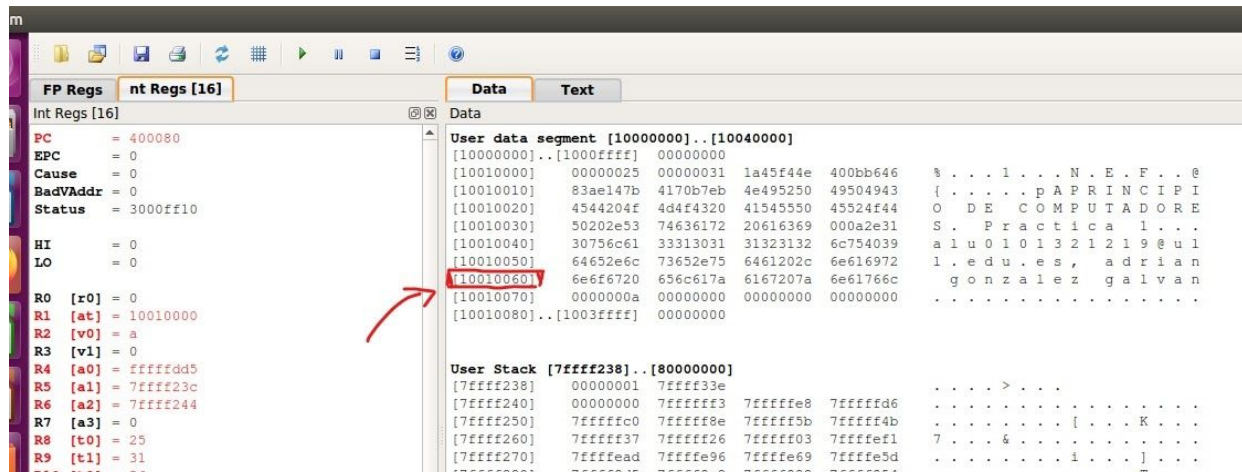 m
FP Regs nt Regs [16]
Int Regs [16]
PC = 400080
EPC = 0
Cause = 0
BadVAddr = 0
Status = 3000ff10
HI = 0
LO = 0
R0 [r0] = 0
R1 [at] = 10010000
R2 [v0] = a
R3 [v1] = 0
R4 [a0] = ffffdd5
R5 [a1] = 7ffff23c
R6 [a2] = 7ffff244
R7 [a3] = 0
R8 [t0] = 25
R9 [t1] = 31
Data Text
Data
User data segment [10000000]..[10040000]
[10000000]..[1000ffff] 00000000
[10010000] 00000025 00000031 1a45f44e 400bb646 % . . . 1 . . . N . E . F . . @
[10010010] 83ae147b 4170b7eb 4e495250 49504943 { . . . . . p A P R I N C I P I
[10010020] 4544204f 4d4f4320 41545550 45524f44 O D E C O M P U T A D O R E
[10010030] 50202e53 74636172 20616369 000a2e31 S . P r a c t i c a 1 . . .
[10010040] 30756c61 33313031 31323132 6c754039 a l u 0 1 0 1 3 2 1 2 1 9 @ u l
[10010050] 64652e6c 73652e75 6461202c 6e616972 l . e d u . e s , a d r i a n
[10010060] 6e6f6720 656c617a 6167207a 6e61766c g o n z a l e z g a l v a n
[10010070] 0000000a 00000000 00000000 00000000 . . . . . . . . . . . . . . . .
[10010080]..[1003ffff] 00000000
User Stack [7ffff238]..[80000000]
[7ffff238] 00000001 7ffff33e . . . . > . . .
[7ffff240] 00000000 7ffffff3 7fffffe8 7fffffd6 . . . . . . . . . . . . . . . .
[7ffff250] 7fffffc0 7fffff8e 7fffff5b 7fffff4b . . . . . . . . [ . . . K . . .
[7ffff260] 7fffff37 7fffff26 7fffff03 7ffffef1 7 . . . & . . . . . . . . . . .
[7ffff270] 7ffffead 7ffffe96 7ffffe69 7ffffe5d . . . . . . . . i . . . ] . . .